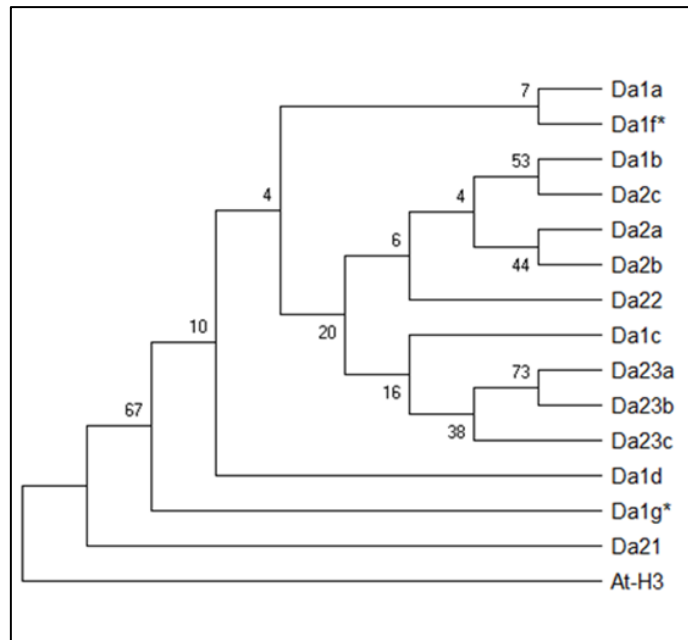 7
Da1a
Da1f*
53
Da1b
4
4
Da2c
Da2a
6
44
Da2b
Da22
10
20
Da1c
73
Da23a
16
67
Da23b
38
Da23c
Da1d
Da1g*
Da21
At-H3